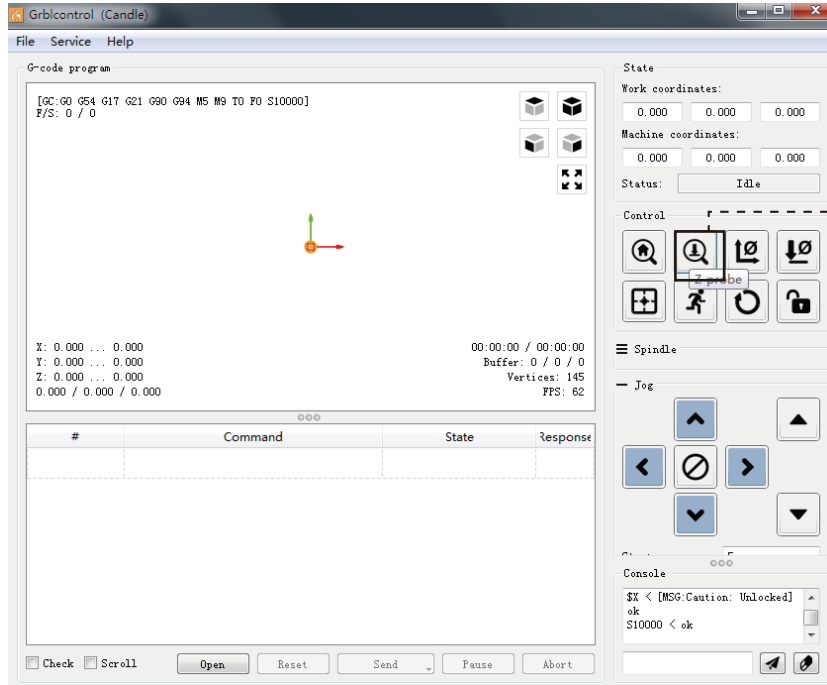 Grblcontrol (Candle)
File Service Help
G-code program
[GC:G0 G54 G17 G21 G90 G94 M5 M9 T0 F0 S10000]
F/S: 0 / 0
X: 0.000 ... 0.000
Y: 0.000 ... 0.000
Z: 0.000 ... 0.000
0.000 / 0.000 / 0.000
00:00:00 / 00:00:00
Buffer: 0 / 0 / 0
Vertices: 145
FPS: 62
# Command State Response
Check Scroll Open Reset Send Pause Abort
State
Work coordinates:
0.000 0.000 0.000
Machine coordinates:
0.000 0.000 0.000
Status: Idle
Control
Z-probe
Spindle
Jog
Console
$X < [MSG:Caution: Unlocked]
ok
S10000 < ok